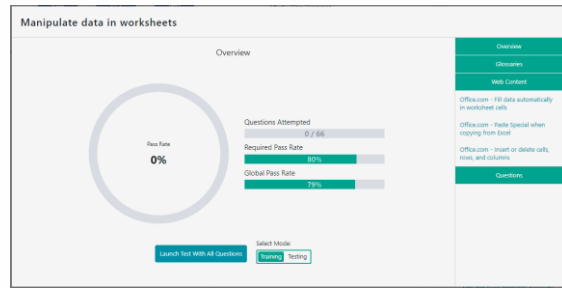 Manipulate data in worksheets
Overview
Pass Rate
0%
Questions Attempted
0 / 66
Required Pass Rate
80%
Global Pass Rate
79%
Launch Test With All Questions
Select Mode:
Training Testing
Overview
Glossaries
Web Content
Office.com - Fill data automatically
in worksheet cells
Office.com - Paste Special when
copying from Excel
Office.com - Insert or delete cells,
rows, and columns
Questions